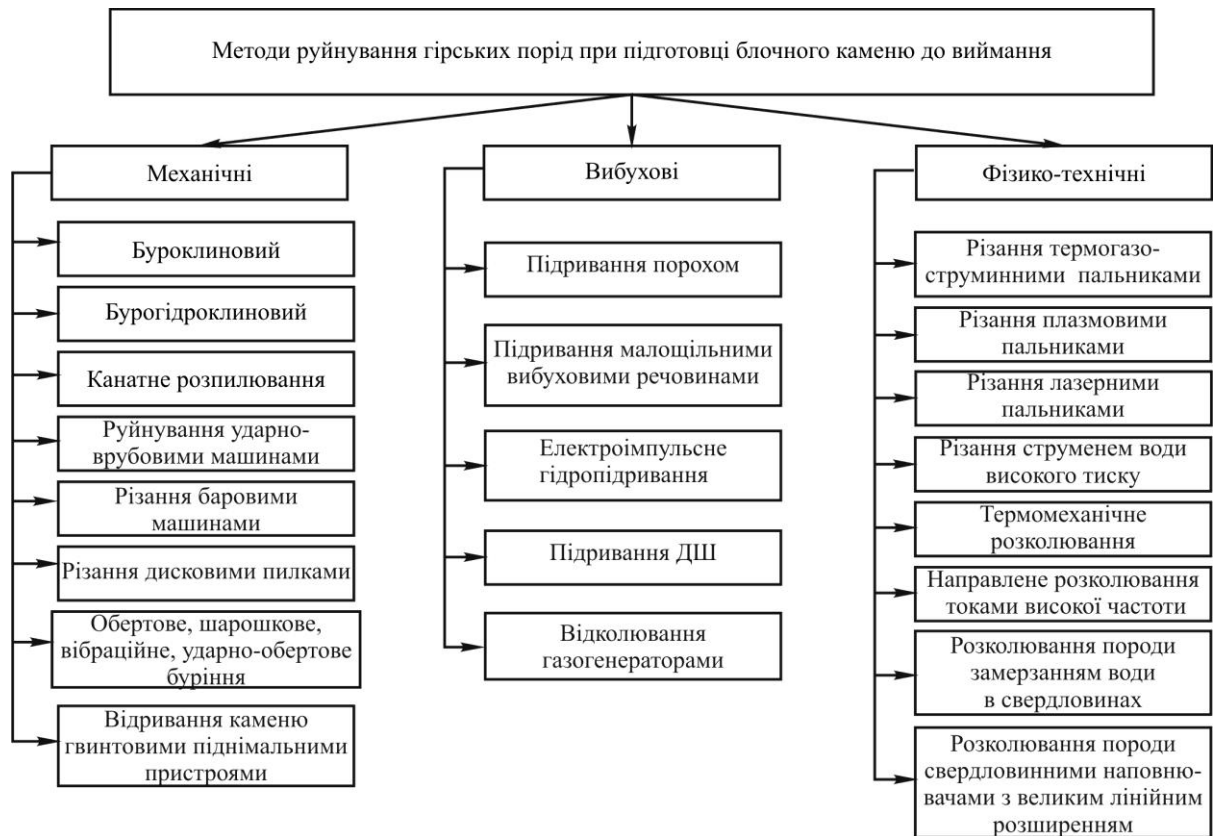 Методи руйнування гірських порід при підготовці блочного каменю до виймання
Механічні
Буроклиновий
Бурогідроклиновий
Канатне розпилювання
Руйнування ударно-
врубовими машинами
Різання баровими
машинами
Різання дисковими пилками
Обертове, шарошкове,
вібраційне, ударно-обертове
буріння
Відривання каменю
гвинтовими піднімальними
пристроями
Вибухові
Підривання порохом
Підривання малощільними
вибуховими речовинами
Електроімпульсне
гідропідривання
Підривання ДШ
Відколювання
газогенераторами
Фізико-технічні
Різання термогазо-
струминними пальниками
Різання плазмовими
пальниками
Різання лазерними
пальниками
Різання струменем води
високого тиску
Термомеханічне
розколювання
Направлене розколювання
токами високої частоти
Розколювання породи
замерзанням води
в свердловинах
Розколювання породи
свердловинними наповню-
вачами з великим лінійним
розширенням